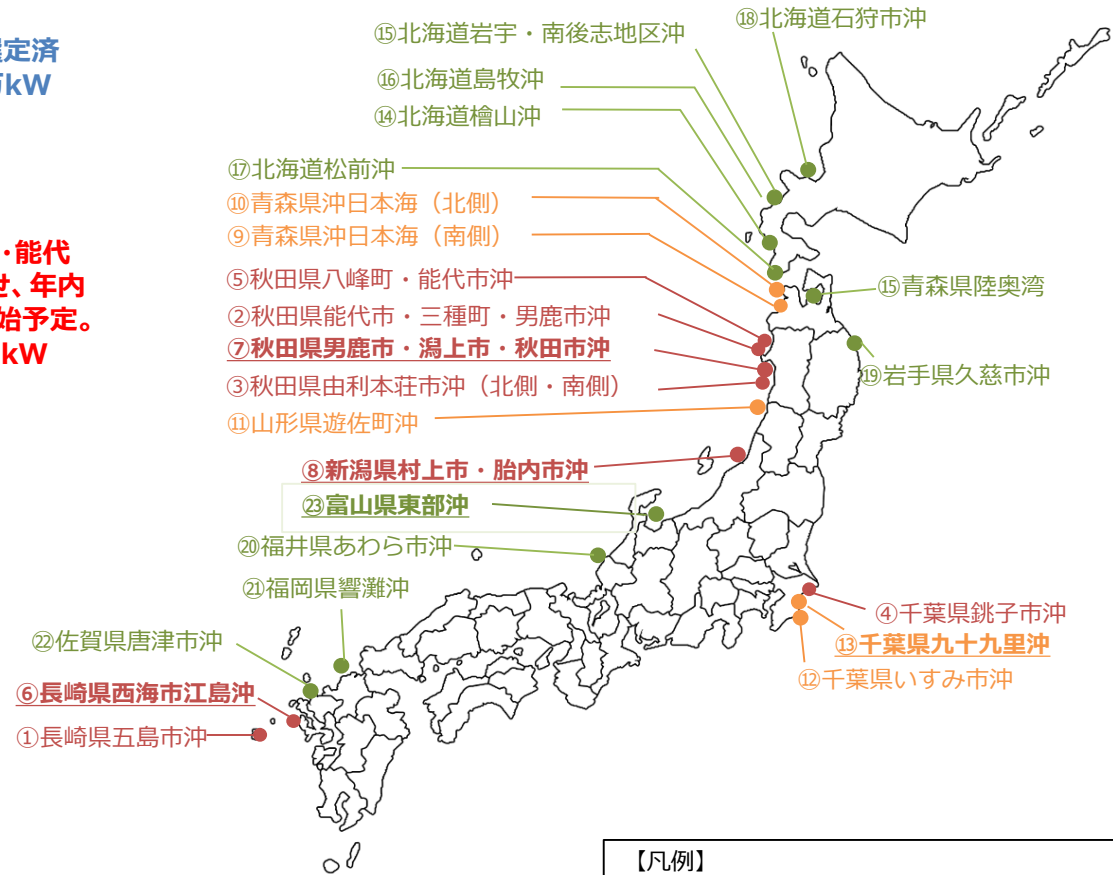 定済
kW
・能代
せ、年内
始予定。
kW
⑱北海道石狩市沖
⑮北海道岩宇・南後志地区沖
⑯北海道島牧沖
⑭北海道檜山沖
⑰北海道松前沖
⑩青森県沖日本海（北側）
⑨青森県沖日本海（南側）
⑤秋田県八峰町・能代市沖
⑮青森県陸奥湾
②秋田県能代市・三種町・男鹿市沖
⑦秋田県男鹿市・潟上市・秋田市沖
⑲岩手県久慈市沖
③秋田県由利本荘市沖（北側・南側）
⑪山形県遊佐町沖
⑧新潟県村上市・胎内市沖
㉓富山県東部沖
⑳福井県あわら市沖
㉑福岡県響灘沖
④千葉県銚子市沖
㉒佐賀県唐津市沖
⑬千葉県九十九里沖
⑫千葉県いすみ市沖
⑥長崎県西海市江島沖
①長崎県五島市沖
【凡例】